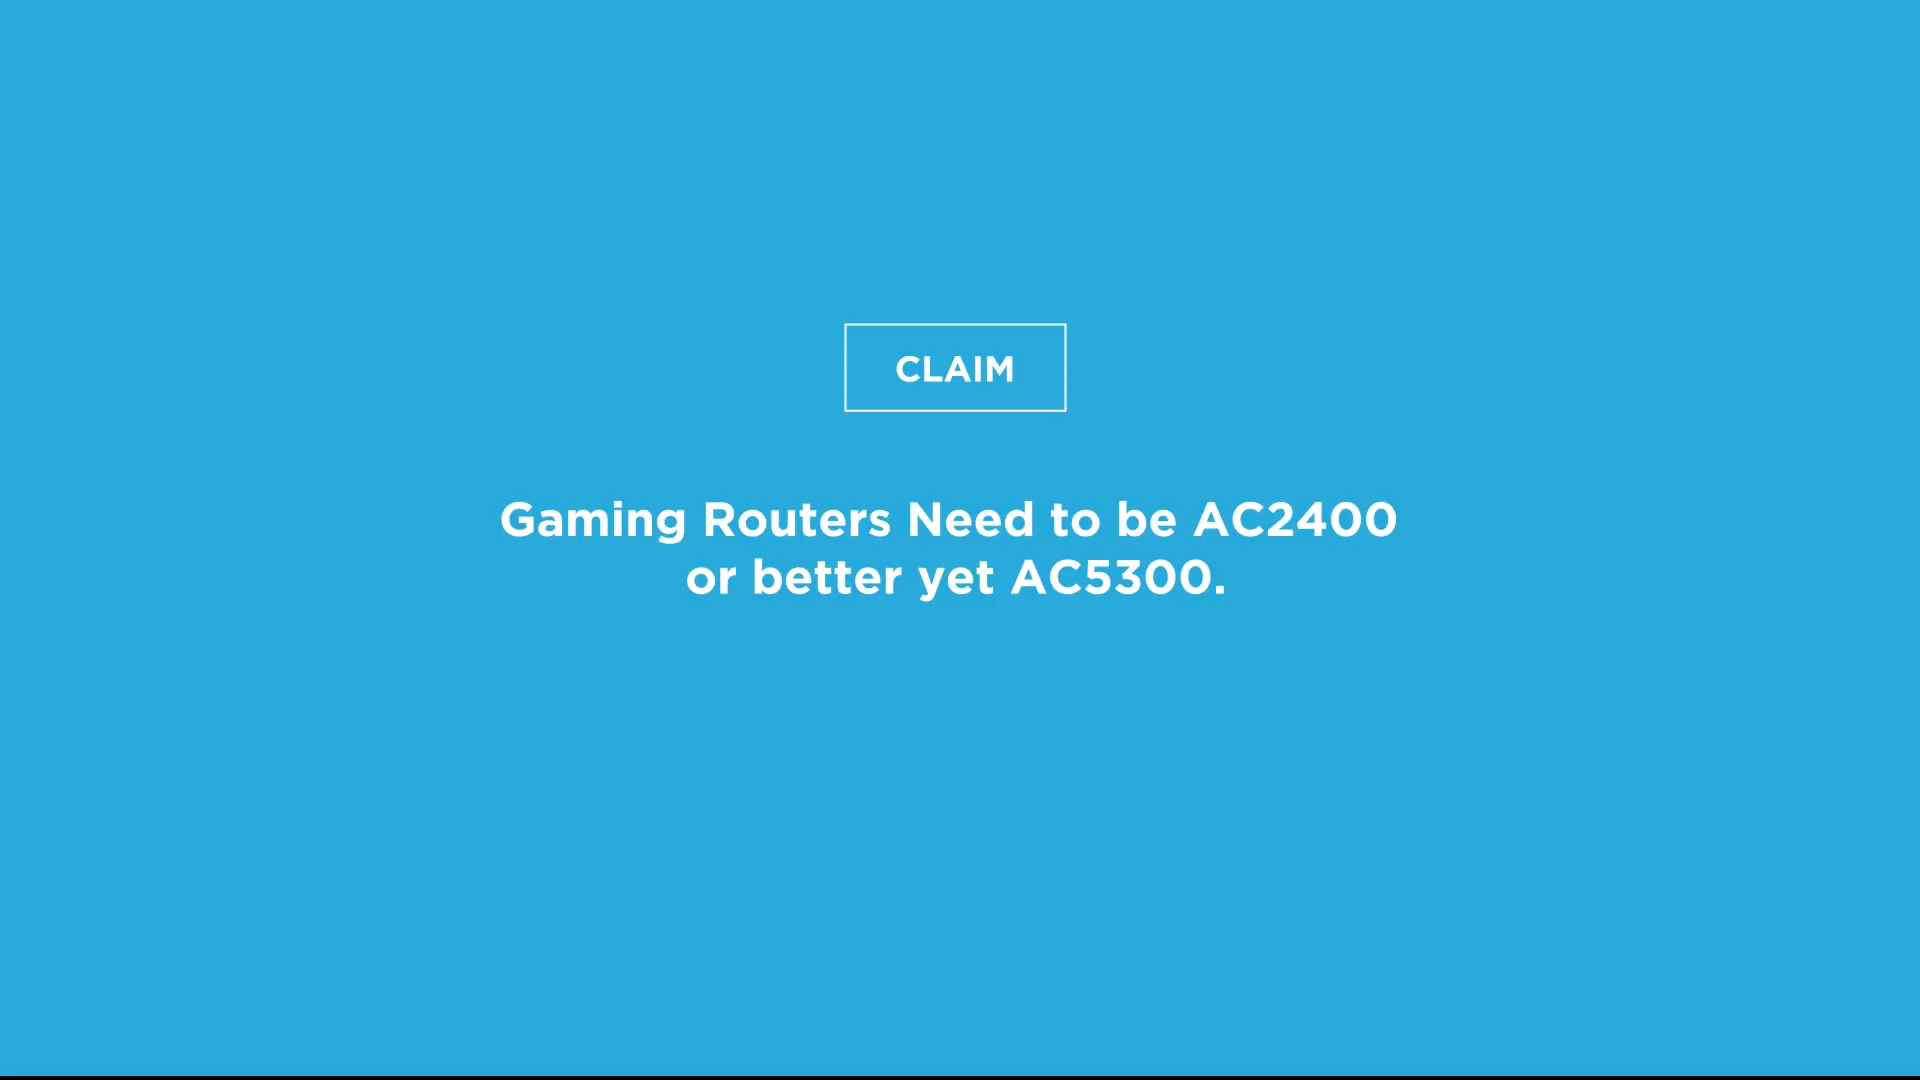 CLAIM
Gaming Routers Need to be AC2400
or better yet AC5300.